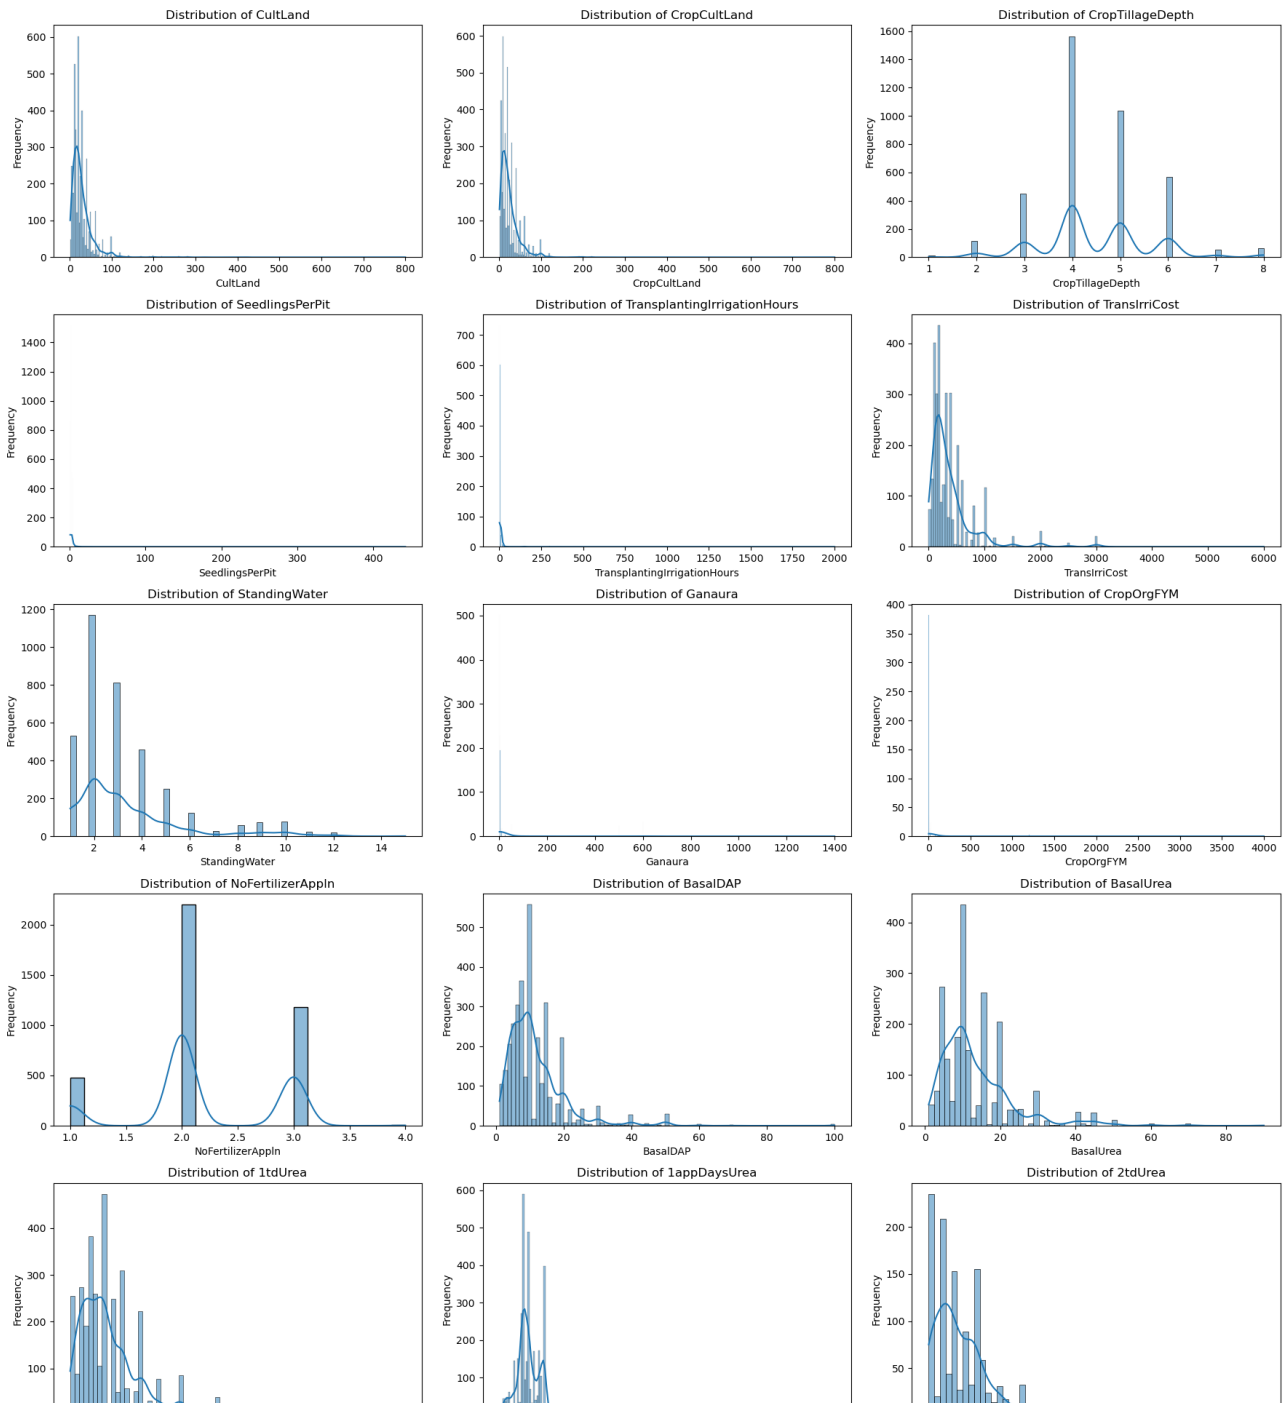 Distribution of CultLand
600
500
400
300
200
100
0
Frequency
0 100 200 300 400 500 600 700 800
CultLand
Distribution of CropCultLand
600
500
400
300
200
100
0
Frequency
0 100 200 300 400 500 600 700 800
CropCultLand
Distribution of CropTillageDepth
1600
1400
1200
1000
800
600
400
200
0
Frequency
1 2 3 4 5 6 7 8
CropTillageDepth
Distribution of SeedlingsPerPit
1400
1200
1000
800
600
400
200
0
Frequency
0 100 200 300 400
SeedlingsPerPit
Distribution of TransplantingIrrigationHours
700
600
500
400
300
200
100
0
Frequency
0 250 500 750 1000 1250 1500 1750 2000
TransplantingIrrigationHours
Distribution of TransIrriCost
400
300
200
100
0
Frequency
0 1000 2000 3000 4000 5000 6000
TransIrriCost
Distribution of StandingWater
1200
1000
800
600
400
200
0
Frequency
2 4 6 8 10 12 14
StandingWater
Distribution of Ganaura
500
400
300
200
100
0
Frequency
0 200 400 600 800 1000 1200 1400
Ganaura
Distribution of CropOrgFYM
400
350
300
250
200
150
100
50
0
Frequency
0 500 1000 1500 2000 2500 3000 3500 4000
CropOrgFYM
Distribution of NoFertilizerAppln
2000
1500
1000
500
0
Frequency
1.0 1.5 2.0 2.5 3.0 3.5 4.0
NoFertilizerAppln
Distribution of BasalDAP
500
400
300
200
100
0
Frequency
0 20 40 60 80 100
BasalDAP
Distribution of BasalUrea
400
300
200
100
0
Frequency
0 20 40 60 80
BasalUrea
Distribution of 1tdUrea
400
300
200
100
Frequency
Distribution of 1appDaysUrea
600
500
400
300
200
100
Frequency
Distribution of 2tdUrea
200
150
100
50
Frequency